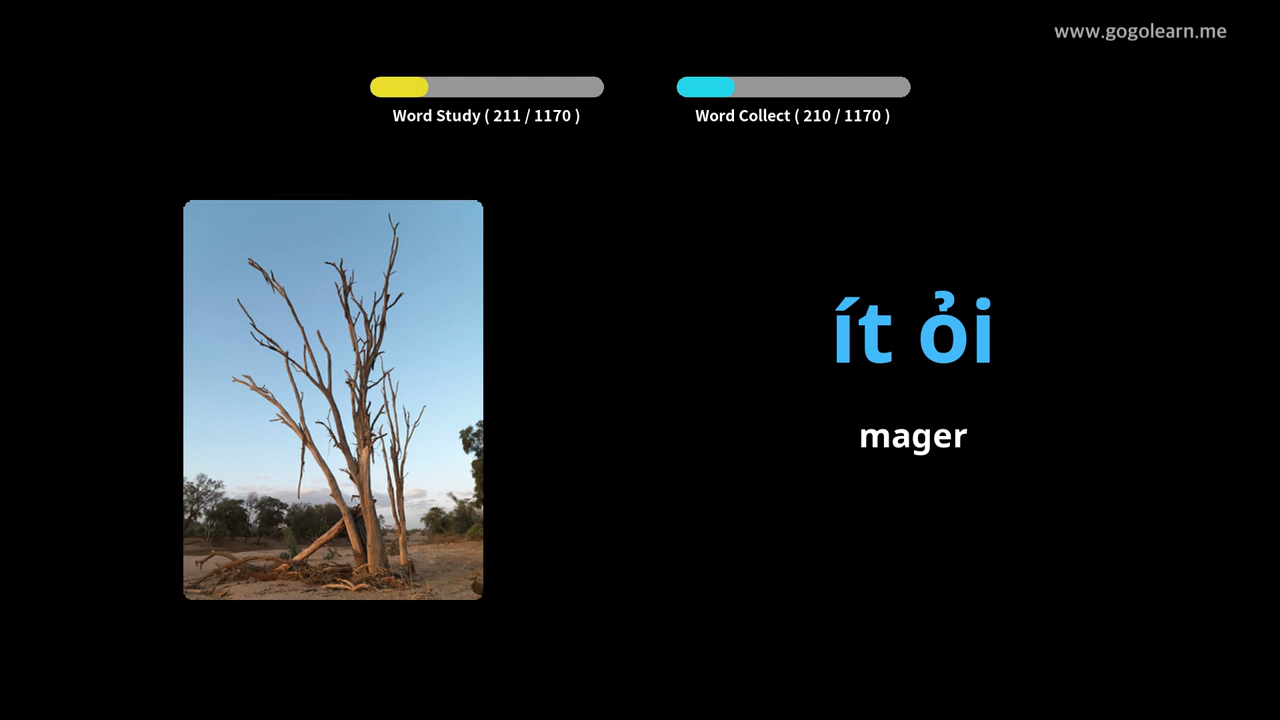 www.gogolearn.me
Word Study ( 211 / 1170 )
Word Collect ( 210 / 1170 )
ít ỏi
mager